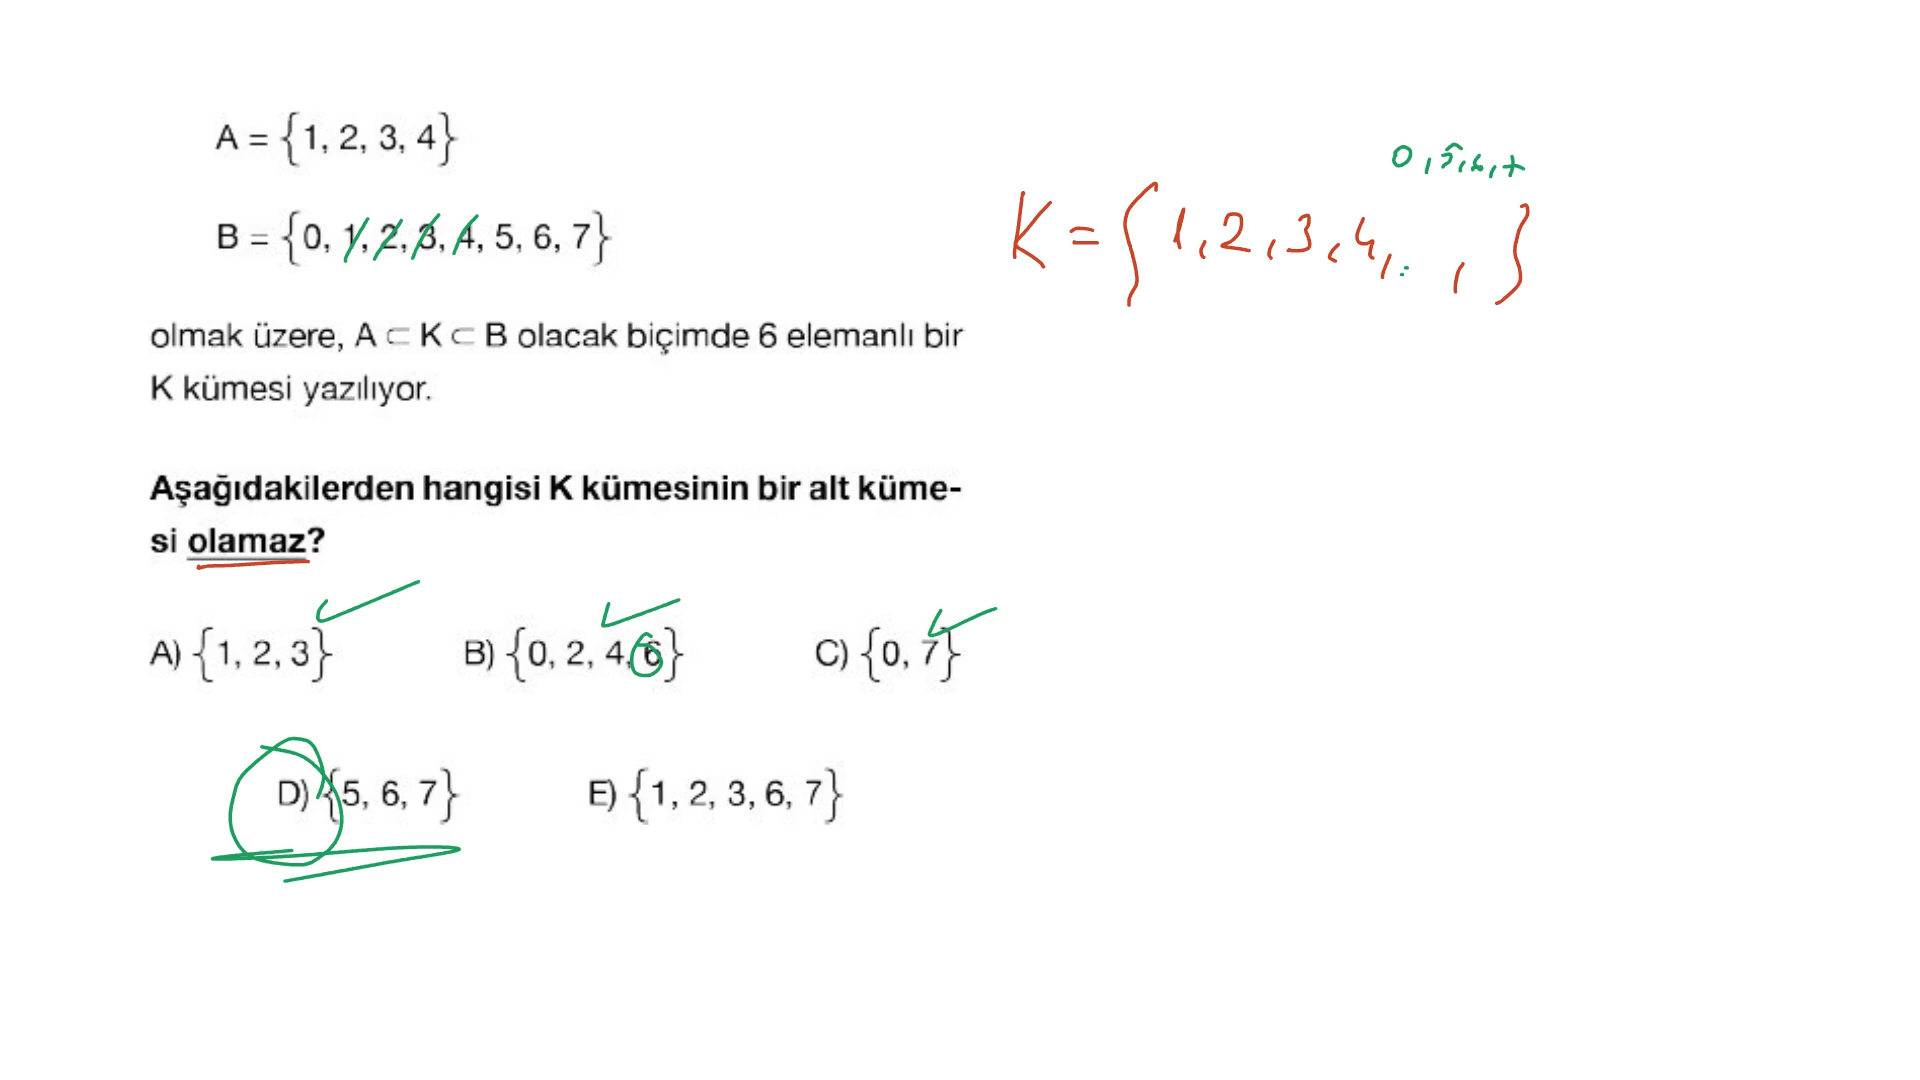 A = {1, 2, 3, 4}
B = {0, 1, 2, 3, 4, 5, 6, 7}
olmak üzere, A ⊂ K ⊂ B olacak biçimde 6 elemanlı bir
K kümesi yazılıyor.
Aşağıdakilerden hangisi K kümesinin bir alt küme-
si olamaz?
A) {1, 2, 3} B) {0, 2, 4, 6} C) {0, 7}
D) {5, 6, 7} E) {1, 2, 3, 6, 7}
0, 5, 6, 7
K = {1, 2, 3, 4, , }